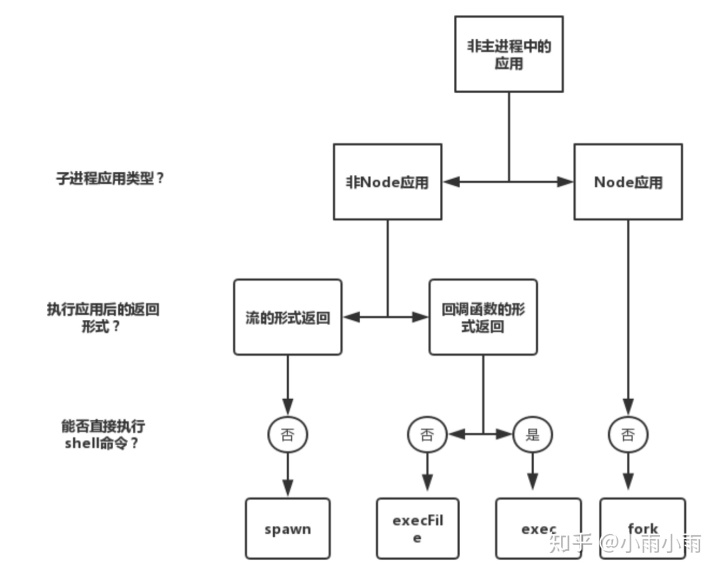 非主进程中的
应用
子进程应用类型？
非Node应用
Node应用
执行应用后的返回
形式？
流的形式返回
回调函数的形
式返回
能否直接执行
shell命令？
否
否
是
否
spawn
execFil
e
exec
fork
知乎 @小雨小雨